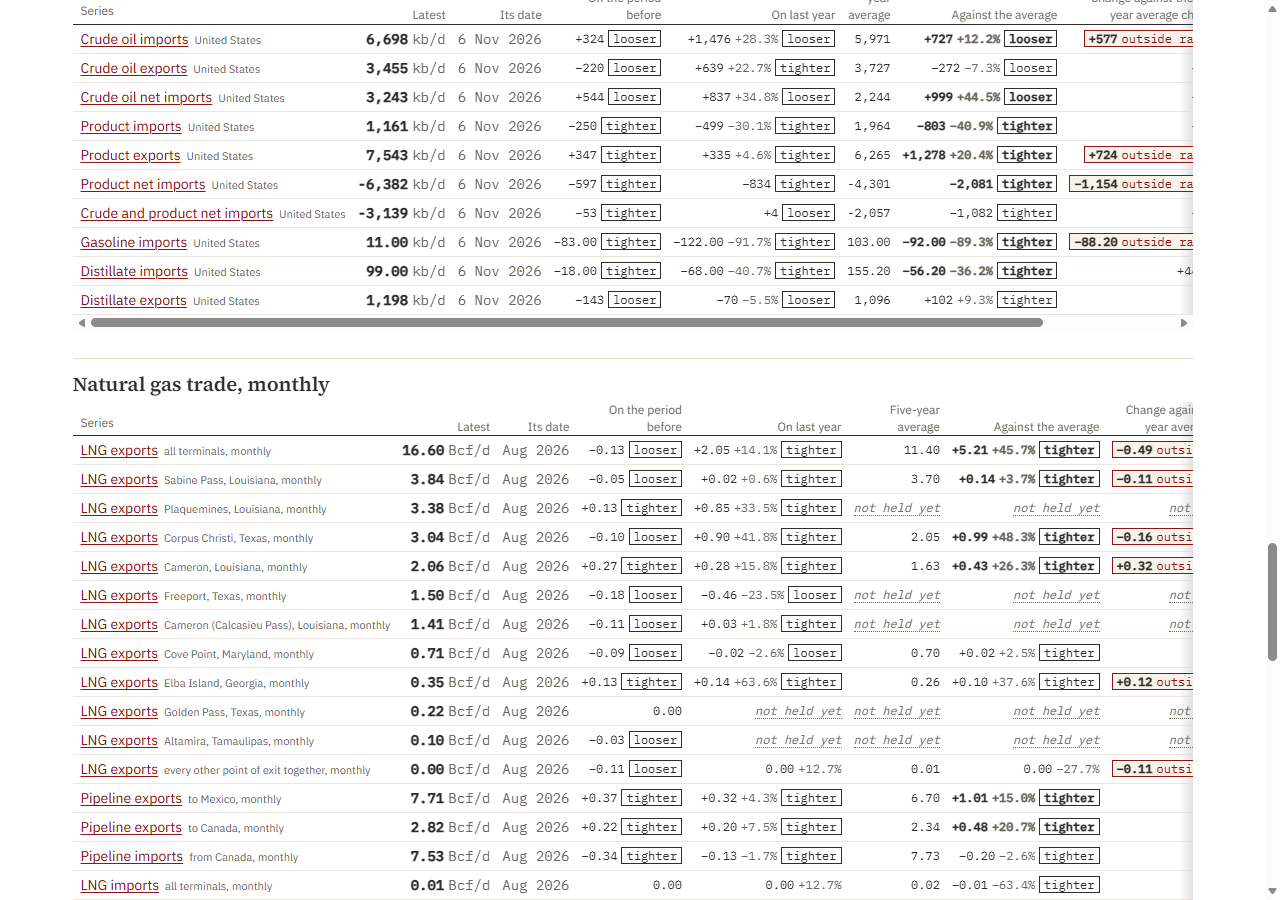 Series Latest Its date On the period before On last year year average Against the average Change against the year average ch
Crude oil imports United States 6,698 kb/d 6 Nov 2026 +324 looser +1,476 +28.3% looser 5,971 +727 +12.2% looser +577 outside ra
Crude oil exports United States 3,455 kb/d 6 Nov 2026 −220 looser +639 +22.7% tighter 3,727 −272 −7.3% looser
Crude oil net imports United States 3,243 kb/d 6 Nov 2026 +544 looser +837 +34.8% looser 2,244 +999 +44.5% looser
Product imports United States 1,161 kb/d 6 Nov 2026 −250 tighter −499 −30.1% tighter 1,964 −803 −40.9% tighter
Product exports United States 7,543 kb/d 6 Nov 2026 +347 tighter +335 +4.6% tighter 6,265 +1,278 +20.4% tighter +724 outside ra
Product net imports United States -6,382 kb/d 6 Nov 2026 −597 tighter −834 tighter -4,301 −2,081 tighter −1,154 outside ra
Crude and product net imports United States -3,139 kb/d 6 Nov 2026 −53 tighter +4 looser -2,057 −1,082 tighter
Gasoline imports United States 11.00 kb/d 6 Nov 2026 −83.00 tighter −122.00 −91.7% tighter 103.00 −92.00 −89.3% tighter −88.20 outside ra
Distillate imports United States 99.00 kb/d 6 Nov 2026 −18.00 tighter −68.00 −40.7% tighter 155.20 −56.20 −36.2% tighter +4
Distillate exports United States 1,198 kb/d 6 Nov 2026 −143 looser −70 −5.5% looser 1,096 +102 +9.3% tighter
Natural gas trade, monthly
Series Latest Its date On the period before On last year Five-year average Against the average Change agai year aver
LNG exports all terminals, monthly 16.60 Bcf/d Aug 2026 −0.13 looser +2.05 +14.1% tighter 11.40 +5.21 +45.7% tighter −0.49 outsi
LNG exports Sabine Pass, Louisiana, monthly 3.84 Bcf/d Aug 2026 −0.05 looser +0.02 +0.6% tighter 3.70 +0.14 +3.7% tighter −0.11 outsi
LNG exports Plaquemines, Louisiana, monthly 3.38 Bcf/d Aug 2026 +0.13 tighter +0.85 +33.5% tighter not held yet not held yet not
LNG exports Corpus Christi, Texas, monthly 3.04 Bcf/d Aug 2026 −0.10 looser +0.90 +41.8% tighter 2.05 +0.99 +48.3% tighter −0.16 outsi
LNG exports Cameron, Louisiana, monthly 2.06 Bcf/d Aug 2026 +0.27 tighter +0.28 +15.8% tighter 1.63 +0.43 +26.3% tighter +0.32 outsi
LNG exports Freeport, Texas, monthly 1.50 Bcf/d Aug 2026 −0.18 looser −0.46 −23.5% looser not held yet not held yet not
LNG exports Cameron (Calcasieu Pass), Louisiana, monthly 1.41 Bcf/d Aug 2026 −0.11 looser +0.03 +1.8% tighter not held yet not held yet not
LNG exports Cove Point, Maryland, monthly 0.71 Bcf/d Aug 2026 −0.09 looser −0.02 −2.6% looser 0.70 +0.02 +2.5% tighter
LNG exports Elba Island, Georgia, monthly 0.35 Bcf/d Aug 2026 +0.13 tighter +0.14 +63.6% tighter 0.26 +0.10 +37.6% tighter +0.12 outsi
LNG exports Golden Pass, Texas, monthly 0.22 Bcf/d Aug 2026 0.00 not held yet not held yet not held yet not
LNG exports Altamira, Tamaulipas, monthly 0.10 Bcf/d Aug 2026 −0.03 looser not held yet not held yet not held yet not
LNG exports every other point of exit together, monthly 0.00 Bcf/d Aug 2026 −0.11 looser 0.00 +12.7% 0.01 0.00 −27.7% −0.11 outsi
Pipeline exports to Mexico, monthly 7.71 Bcf/d Aug 2026 +0.37 tighter +0.32 +4.3% tighter 6.70 +1.01 +15.0% tighter
Pipeline exports to Canada, monthly 2.82 Bcf/d Aug 2026 +0.22 tighter +0.20 +7.5% tighter 2.34 +0.48 +20.7% tighter
Pipeline imports from Canada, monthly 7.53 Bcf/d Aug 2026 −0.34 tighter −0.13 −1.7% tighter 7.73 −0.20 −2.6% tighter
LNG imports all terminals, monthly 0.01 Bcf/d Aug 2026 0.00 0.00 +12.7% 0.02 −0.01 −63.4% tighter